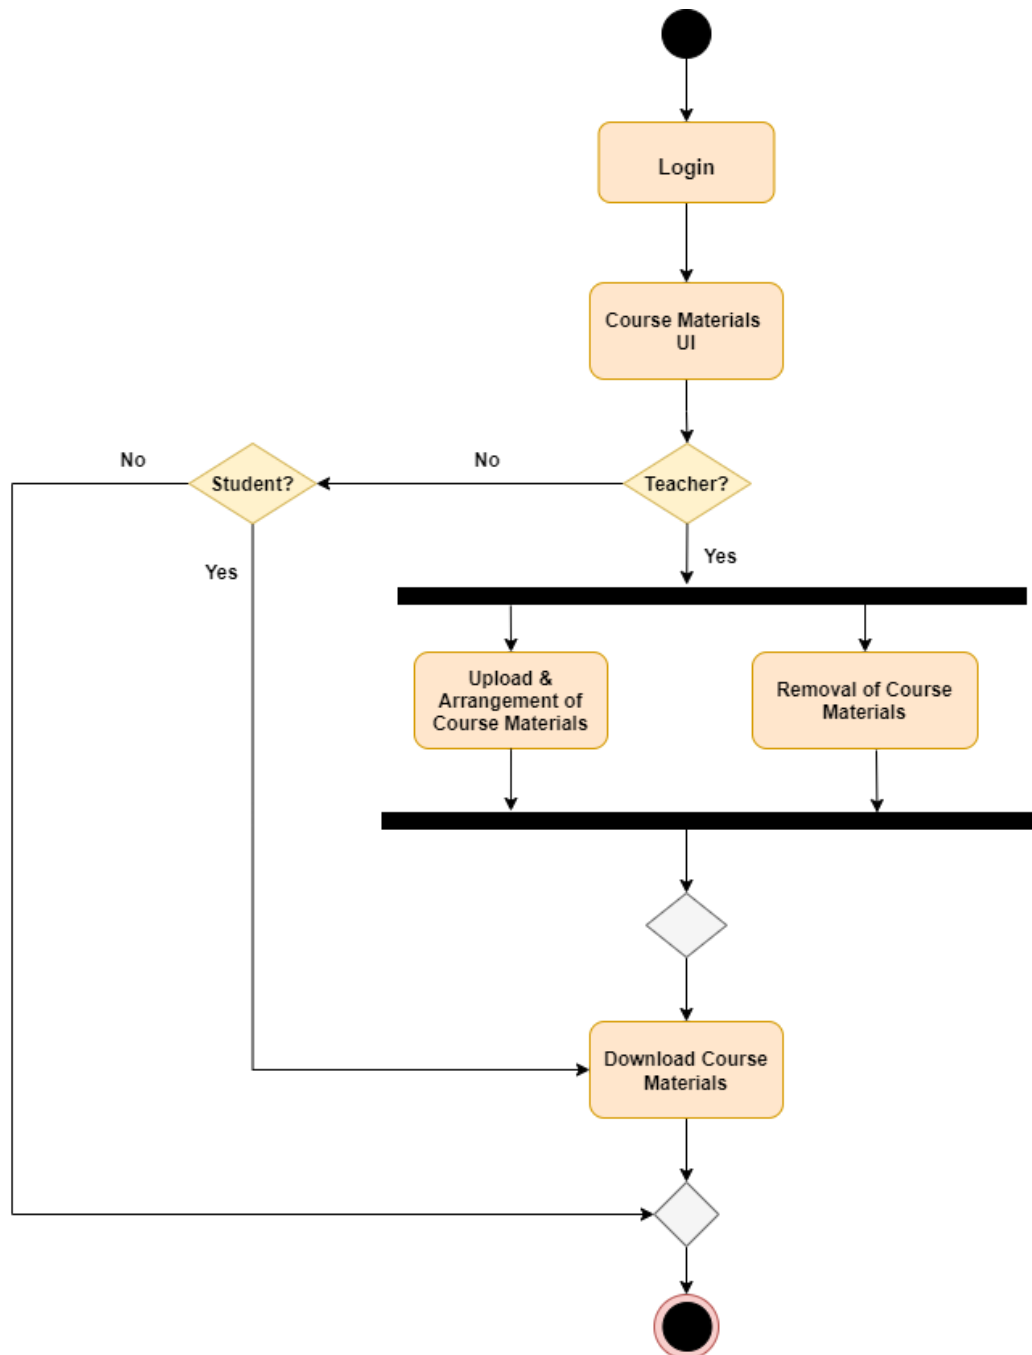 Login
Course Materials
UI
No
No
Student?
Teacher?
Yes
Yes
Upload &
Arrangement of
Course Materials
Removal of Course
Materials
Download Course
Materials